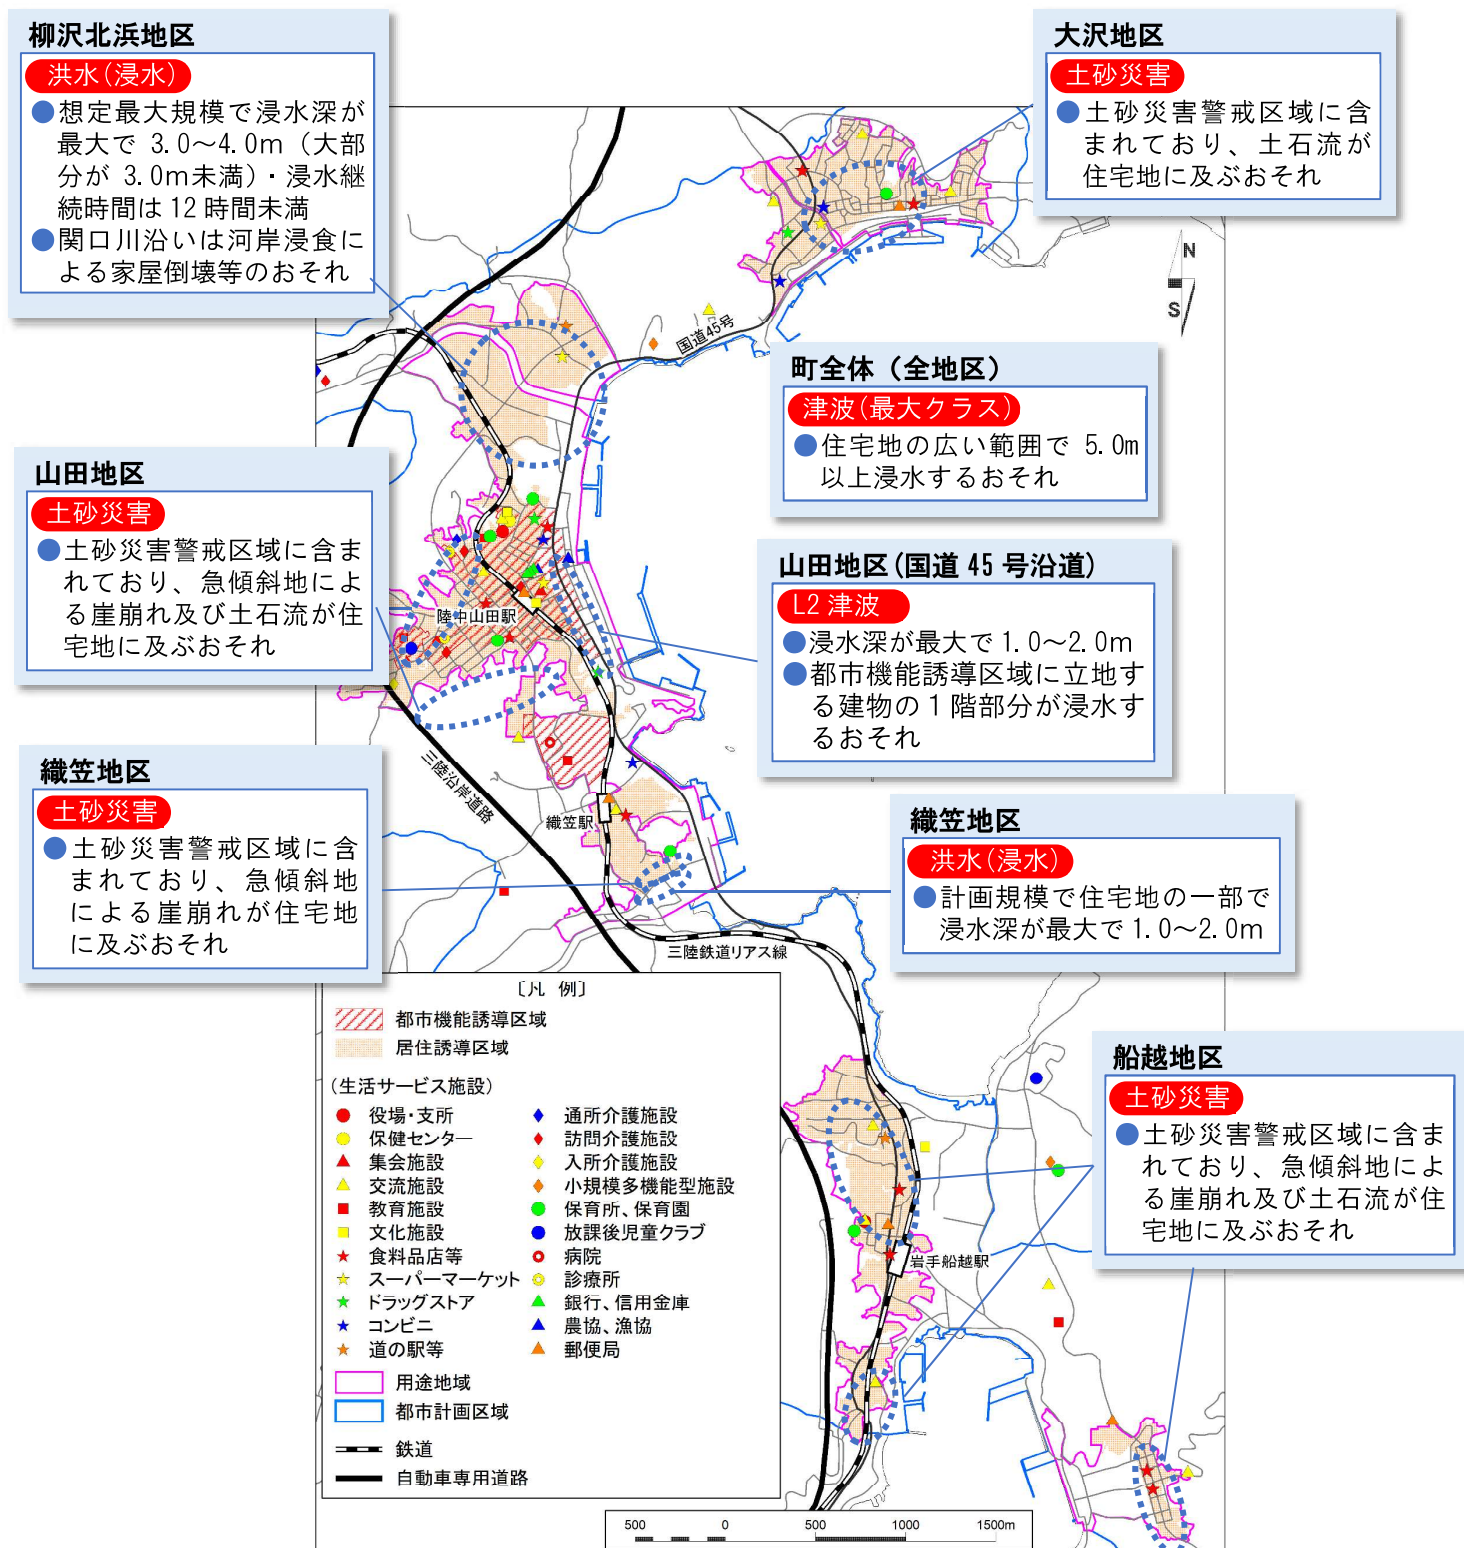 柳沢北浜地区
洪水(浸水)
●想定最大規模で浸水深が
最大で 3.0～4.0m（大部
分が 3.0m未満）・浸水継
続時間は12時間未満
●関口川沿いは河岸浸食に
よる家屋倒壊等のおそれ
大沢地区
土砂災害
●土砂災害警戒区域に含
まれており、土石流が
住宅地に及ぶおそれ
N
S
国道45号
町全体（全地区）
津波(最大クラス)
●住宅地の広い範囲で 5.0m
以上浸水するおそれ
山田地区
土砂災害
●土砂災害警戒区域に含ま
れており、急傾斜地によ
る崖崩れ及び土石流が住
宅地に及ぶおそれ
陸中山田駅
山田地区(国道 45 号沿道)
L2 津波
●浸水深が最大で1.0～2.0m
●都市機能誘導区域に立地す
る建物の1階部分が浸水す
るおそれ
三陸沿岸道路
織笠駅
織笠地区
土砂災害
●土砂災害警戒区域に含
まれており、急傾斜地
による崖崩れが住宅地
に及ぶおそれ
織笠地区
洪水(浸水)
●計画規模で住宅地の一部で
浸水深が最大で1.0～2.0m
三陸鉄道リアス線
〔凡 例〕
都市機能誘導区域
居住誘導区域
(生活サービス施設)
役場・支所
保健センター
集会施設
交流施設
教育施設
文化施設
食料品店等
スーパーマーケット
ドラッグストア
コンビニ
道の駅等
通所介護施設
訪問介護施設
入所介護施設
小規模多機能型施設
保育所、保育園
放課後児童クラブ
病院
診療所
銀行、信用金庫
農協、漁協
郵便局
用途地域
都市計画区域
鉄道
自動車専用道路
船越地区
土砂災害
●土砂災害警戒区域に含ま
れており、急傾斜地によ
る崖崩れ及び土石流が住
宅地に及ぶおそれ
岩手船越駅
500 0 500 1000 1500m